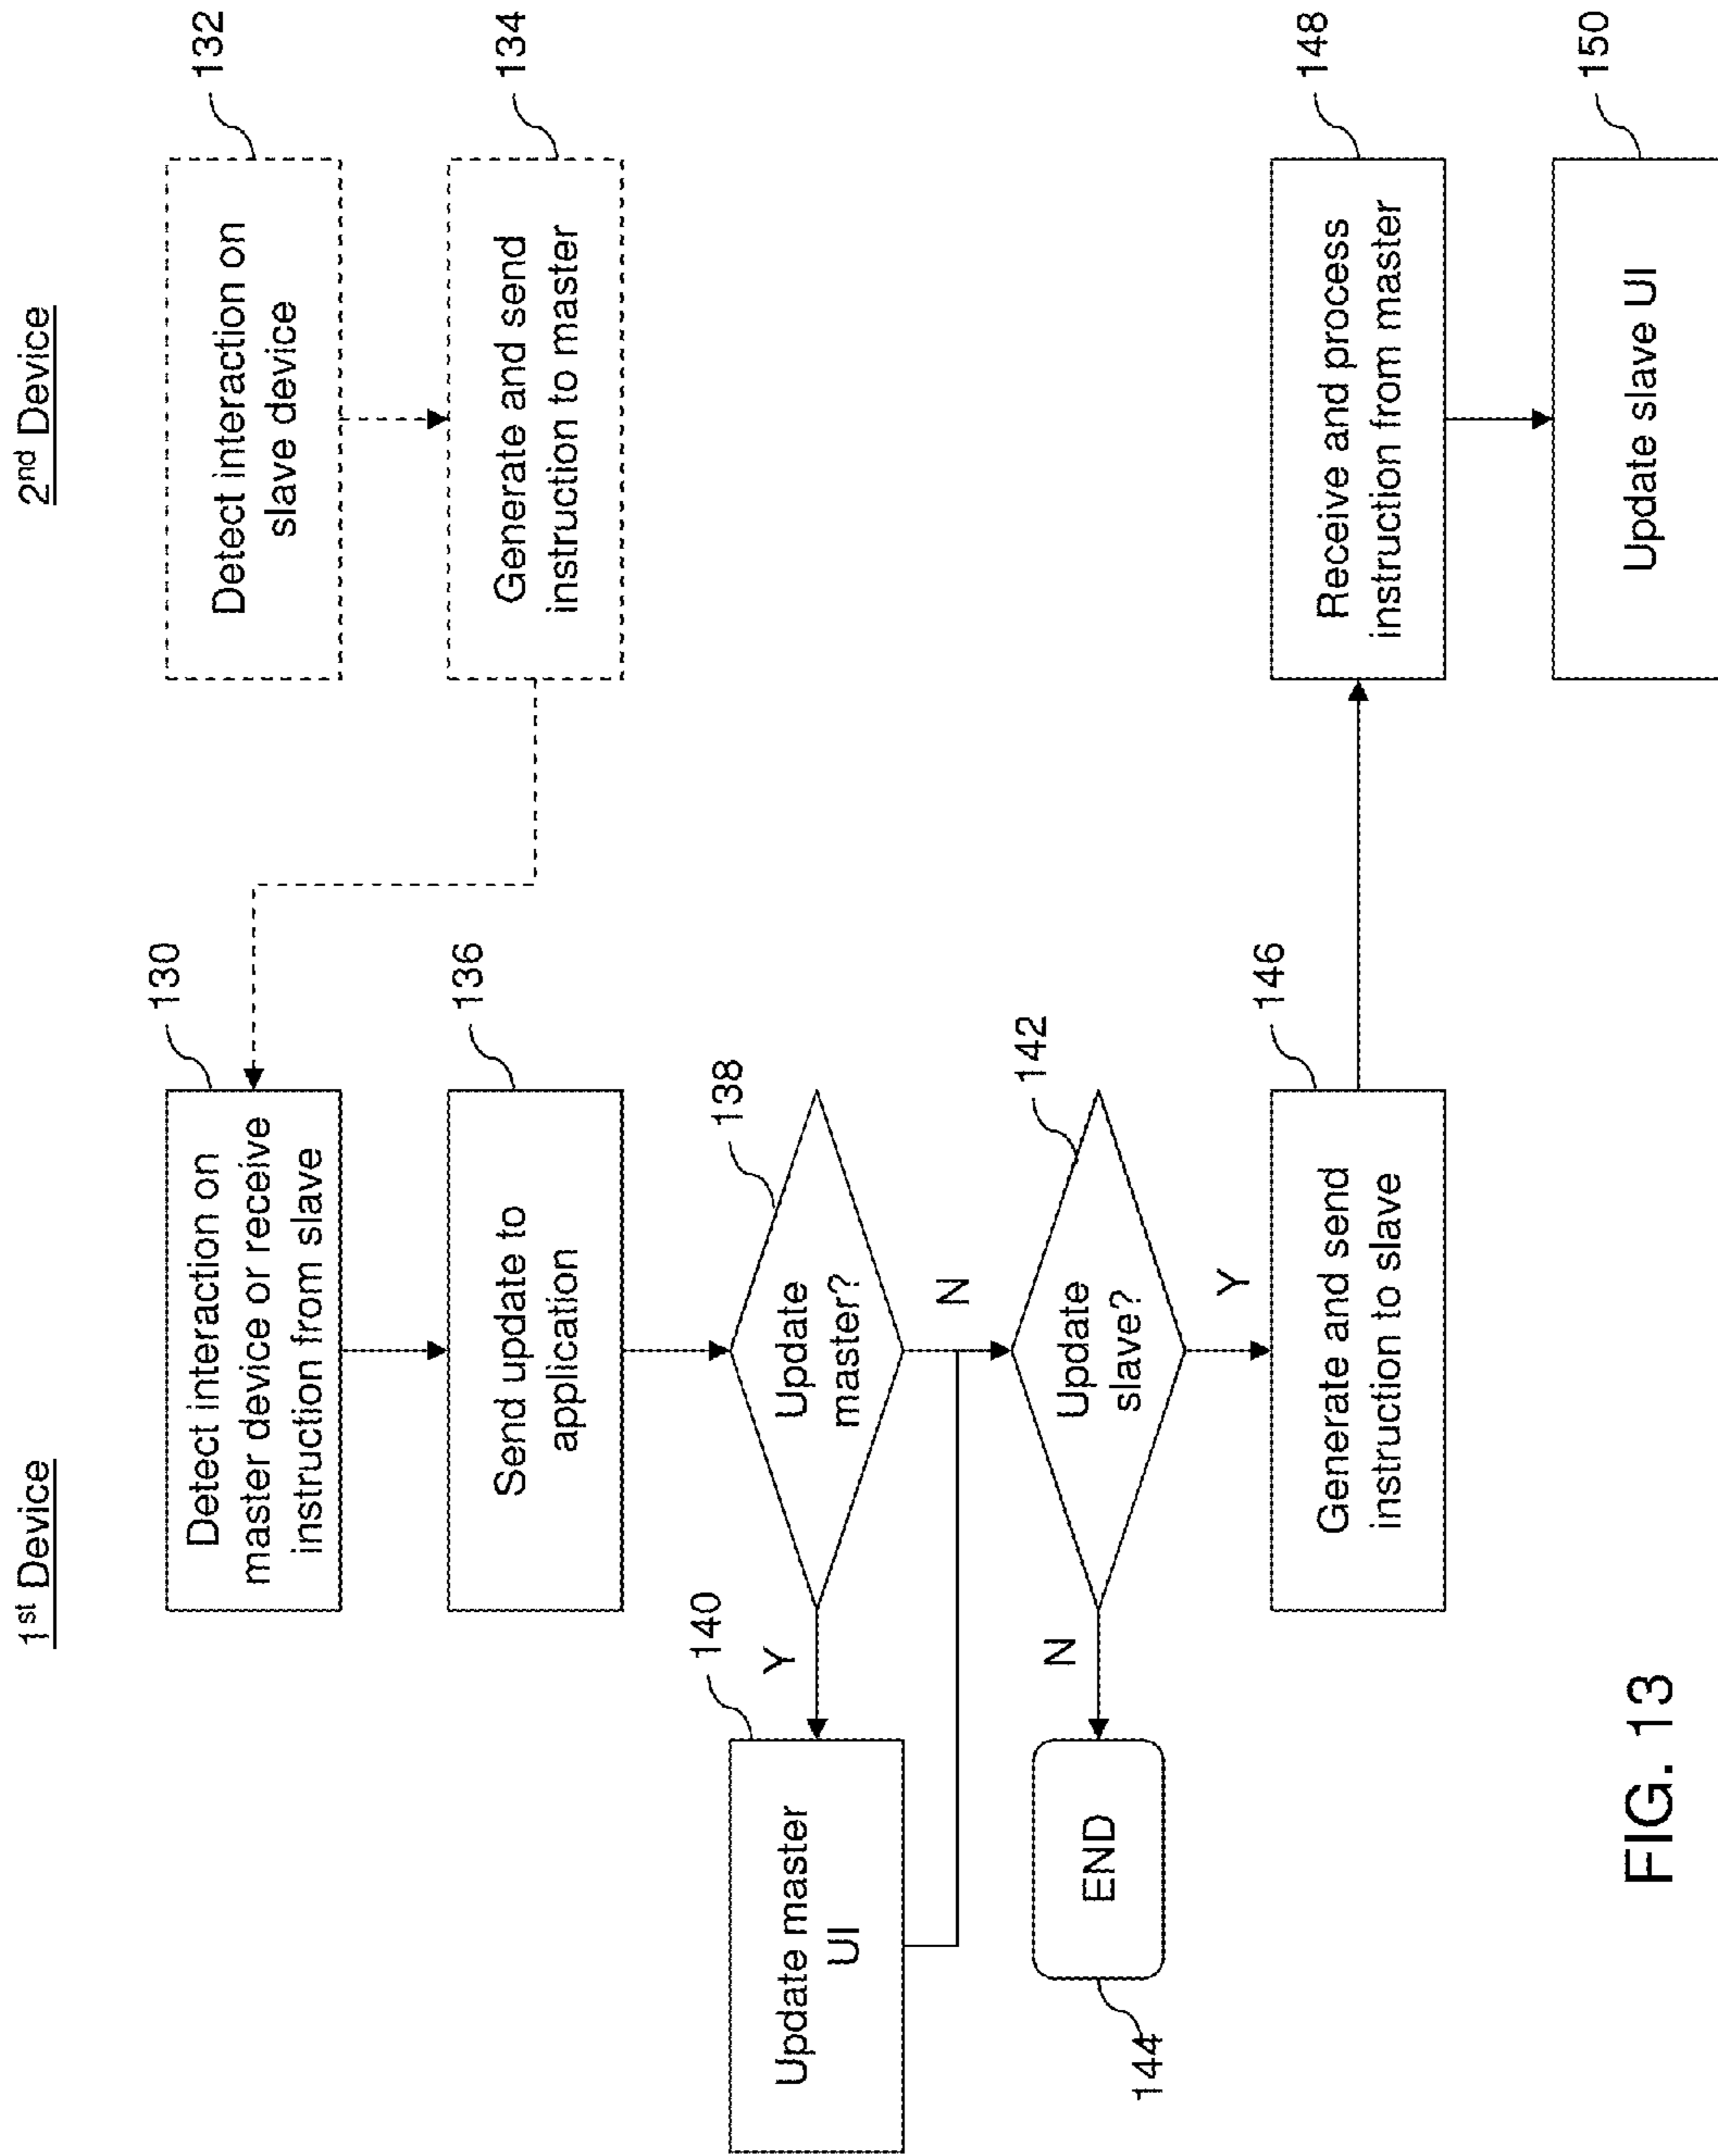 1st Device
2nd Device
130
Detect interaction on
master device or receive
instruction from slave
132
Detect interaction on
slave device
136
Send update to
application
134
Generate and send
instruction to master
138
Update
master?
Y
N
140
Update master
UI
142
Update
slave?
N
Y
END
144
146
Generate and send
instruction to slave
148
Receive and process
instruction from master
150
Update slave UI
FIG. 13